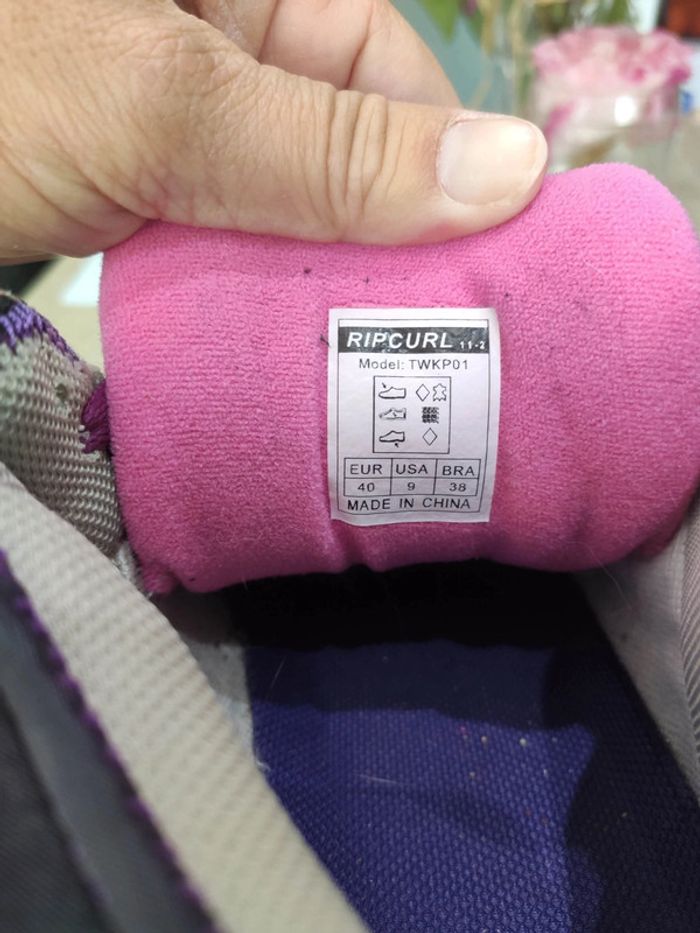 RIPCURL 11-2
Model: TWKP01
EUR USA BRA
40 9 38
MADE IN CHINA